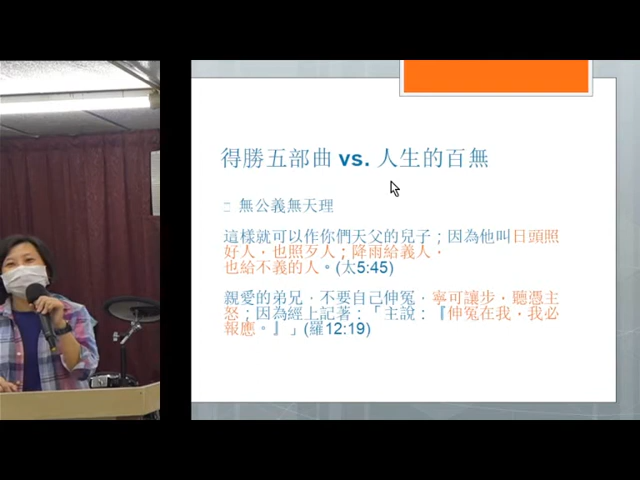 得勝五部曲 vs. 人生的百無
無公義無天理
這樣就可以作你們天父的兒子；因為他叫日頭照
好人，也照歹人；降雨給義人，
也給不義的人。(太5:45)
親愛的弟兄，不要自己伸冤，寧可讓步，聽憑主
怒；因為經上記著：「主說：『伸冤在我，我必
報應。』」(羅12:19)